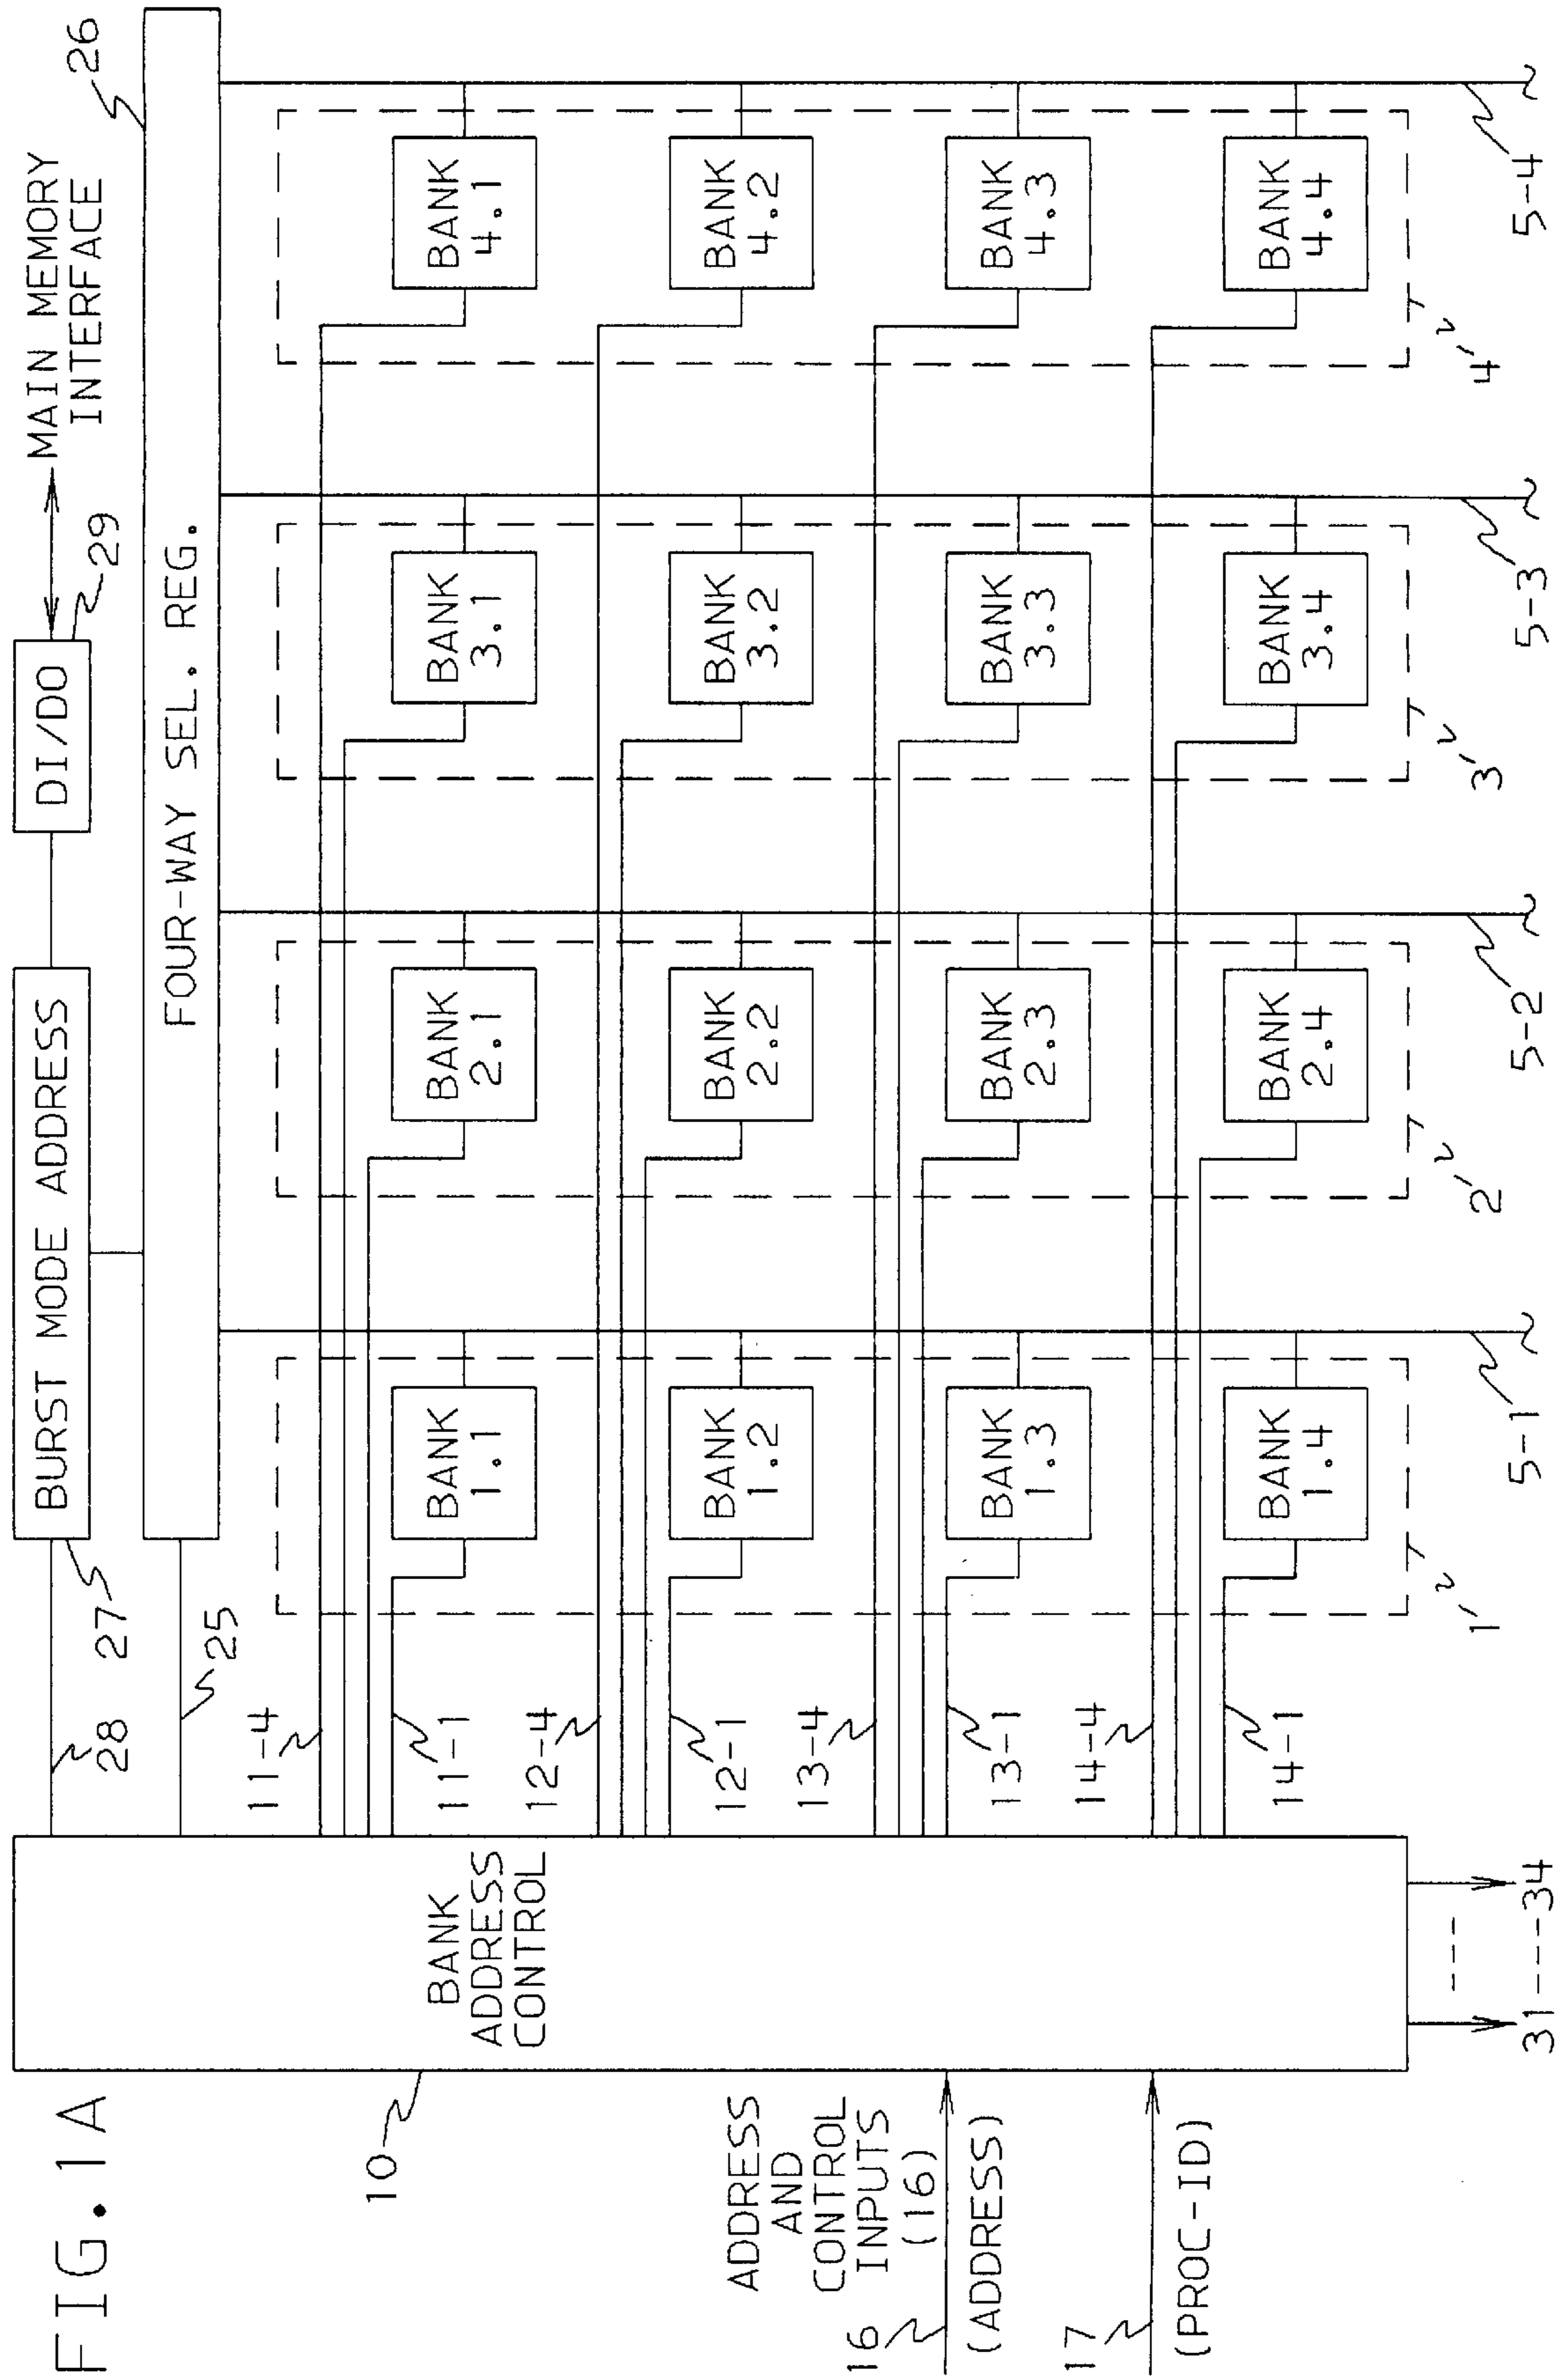 FIG. 1A
28
27
BURST MODE ADDRESS
DI/DO
29
MAIN MEMORY
INTERFACE
25
FOUR-WAY SEL. REG.
26
10
BANK
ADDRESS
CONTROL
11-4
11-1
12-4
12-1
13-4
13-1
14-4
14-1
BANK
1.1
BANK
2.1
BANK
3.1
BANK
4.1
BANK
1.2
BANK
2.2
BANK
3.2
BANK
4.2
BANK
1.3
BANK
2.3
BANK
3.3
BANK
4.3
BANK
1.4
BANK
2.4
BANK
3.4
BANK
4.4
ADDRESS
AND
CONTROL
INPUTS
(16)
16
(ADDRESS)
17
(PROC-ID)
31---34
1'
5-1
2'
5-2
3'
5-3
4'
5-4